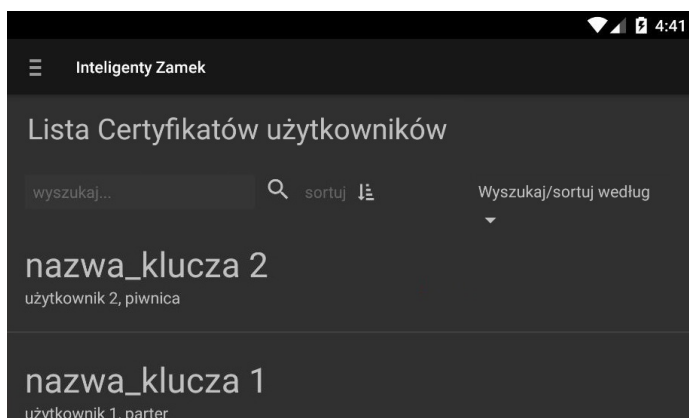 4:41
Inteligenty Zamek
Lista Certyfikatów użytkowników
wyszukaj... sortuj Wyszukaj/sortuj według
nazwa_klucza 2
użytkownik 2, piwnica
nazwa_klucza 1
użytkownik 1, parter